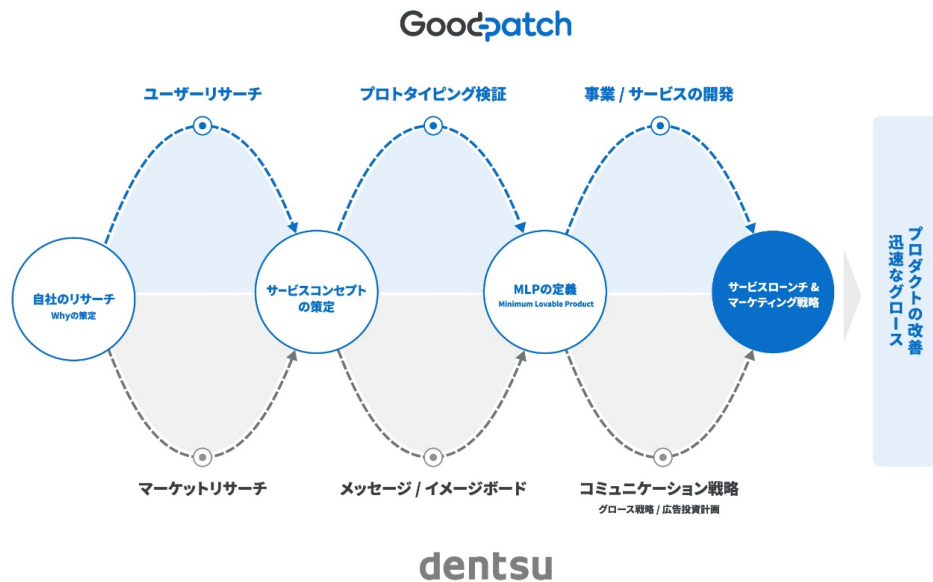 Goodpatch
ユーザーリサーチ
プロトタイピング検証
事業 / サービスの開発
自社のリサーチ
Whyの策定
サービスコンセプト
の策定
MLPの定義
Minimum Lovable Product
サービスローンチ &
マーケティング戦略
プロダクトの改善
迅速なグロース
マーケットリサーチ
メッセージ / イメージボード
コミュニケーション戦略
グロース戦略 / 広告投資計画
dentsu